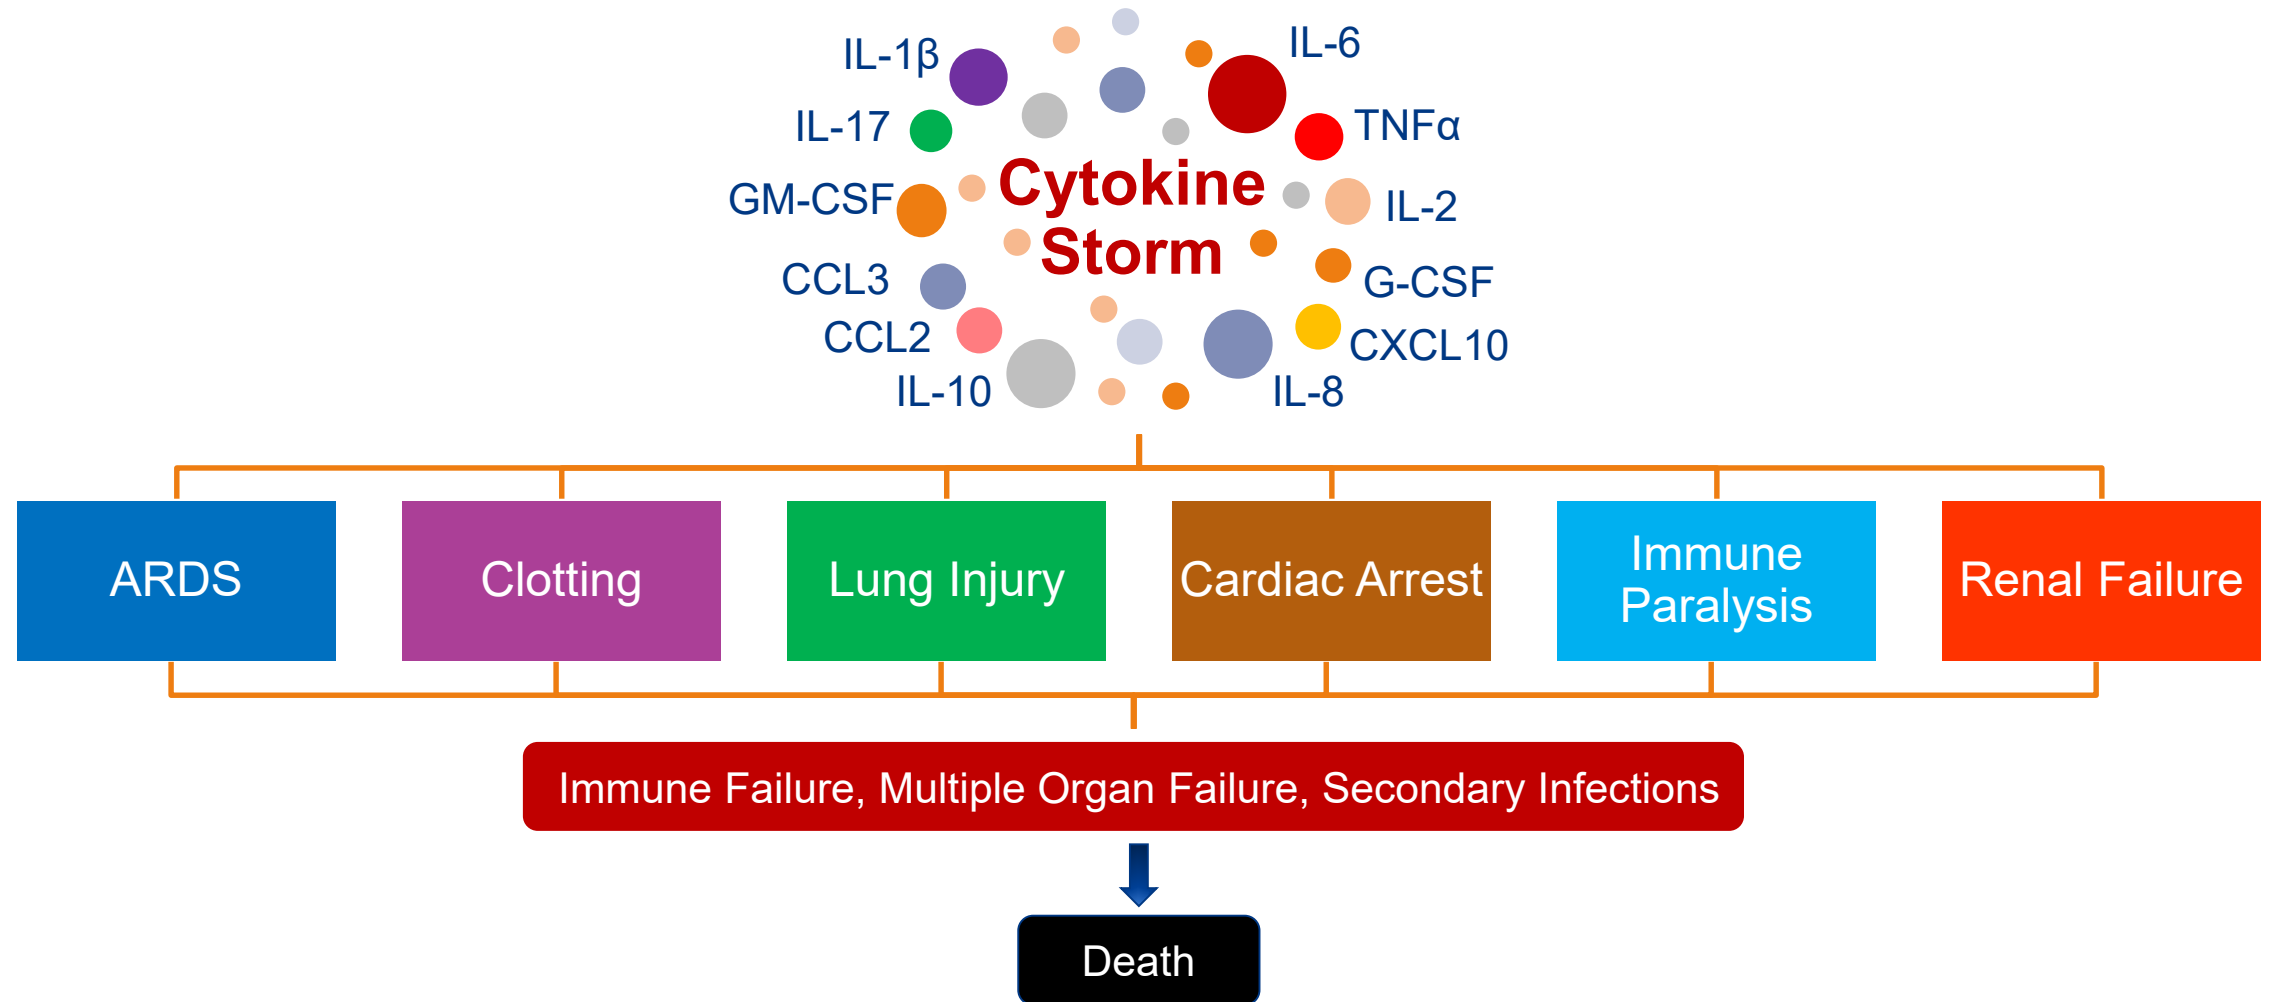 IL-1β
IL-6
IL-17
TNFα
GM-CSF
IL-2
Cytokine
Storm
CCL3
G-CSF
CCL2
CXCL10
IL-10
IL-8
ARDS
Clotting
Lung Injury
Cardiac Arrest
Immune
Paralysis
Renal Failure
Immune Failure, Multiple Organ Failure, Secondary Infections
Death